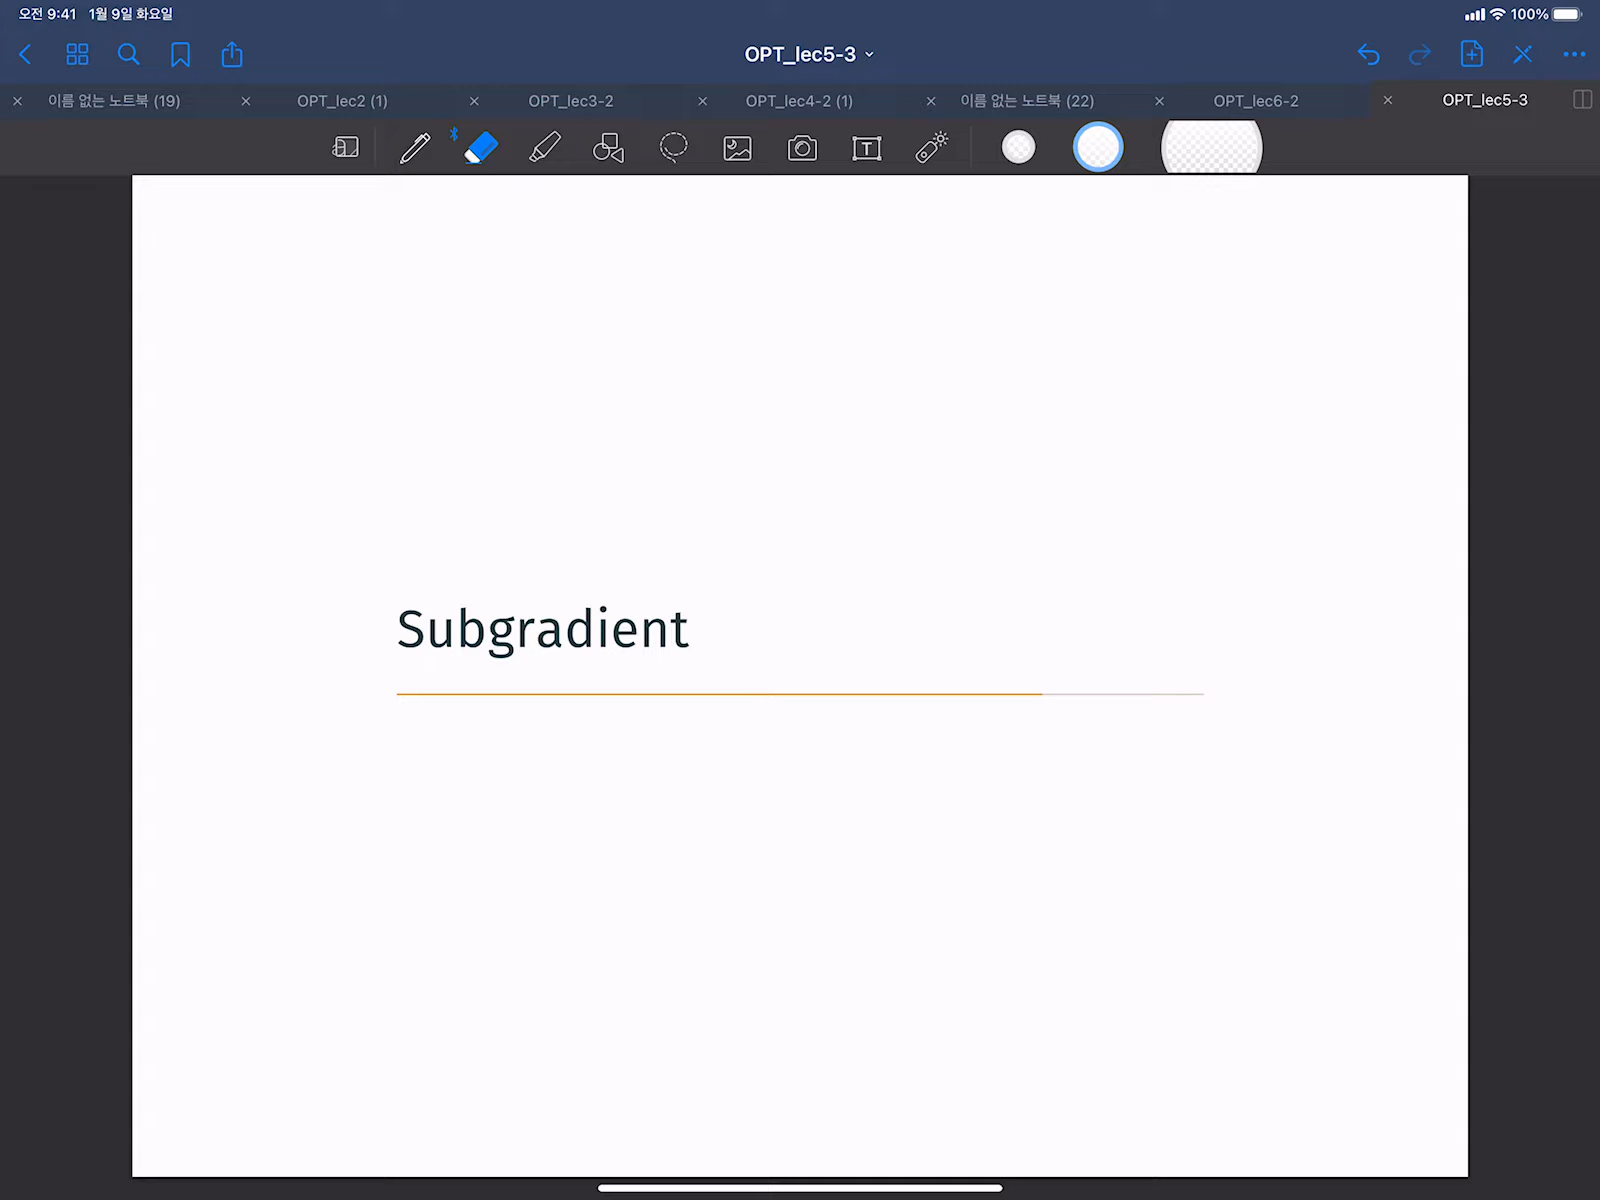 오전 9:41 1월 9일 화요일
100%
OPT_lec5-3
이름 없는 노트북 (19)
OPT_lec2 (1)
OPT_lec3-2
OPT_lec4-2 (1)
이름 없는 노트북 (22)
OPT_lec6-2
OPT_lec5-3
T
Subgradient